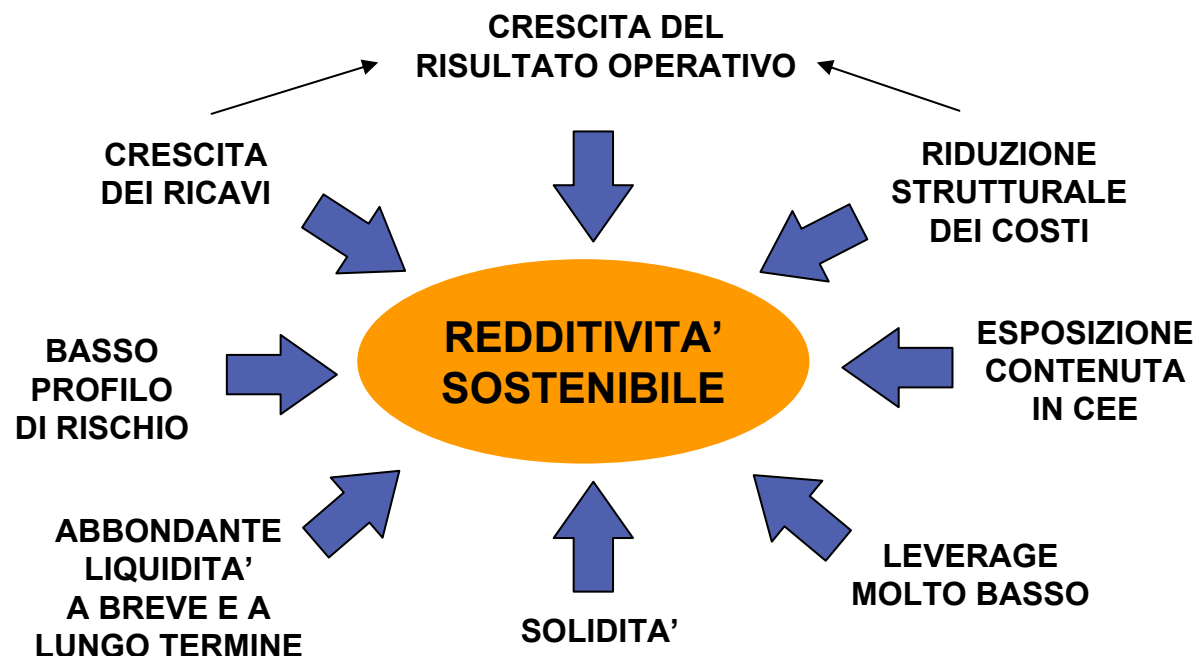 CRESCITA DEL
RISULTATO OPERATIVO
CRESCITA
DEI RICAVI
RIDUZIONE
STRUTTURALE
DEI COSTI
REDDITIVITA’
SOSTENIBILE
BASSO
PROFILO
DI RISCHIO
ESPOSIZIONE
CONTENUTA
IN CEE
ABBONDANTE
LIQUIDITA’
A BREVE E A
LUNGO TERMINE
SOLIDITA’
LEVERAGE
MOLTO BASSO